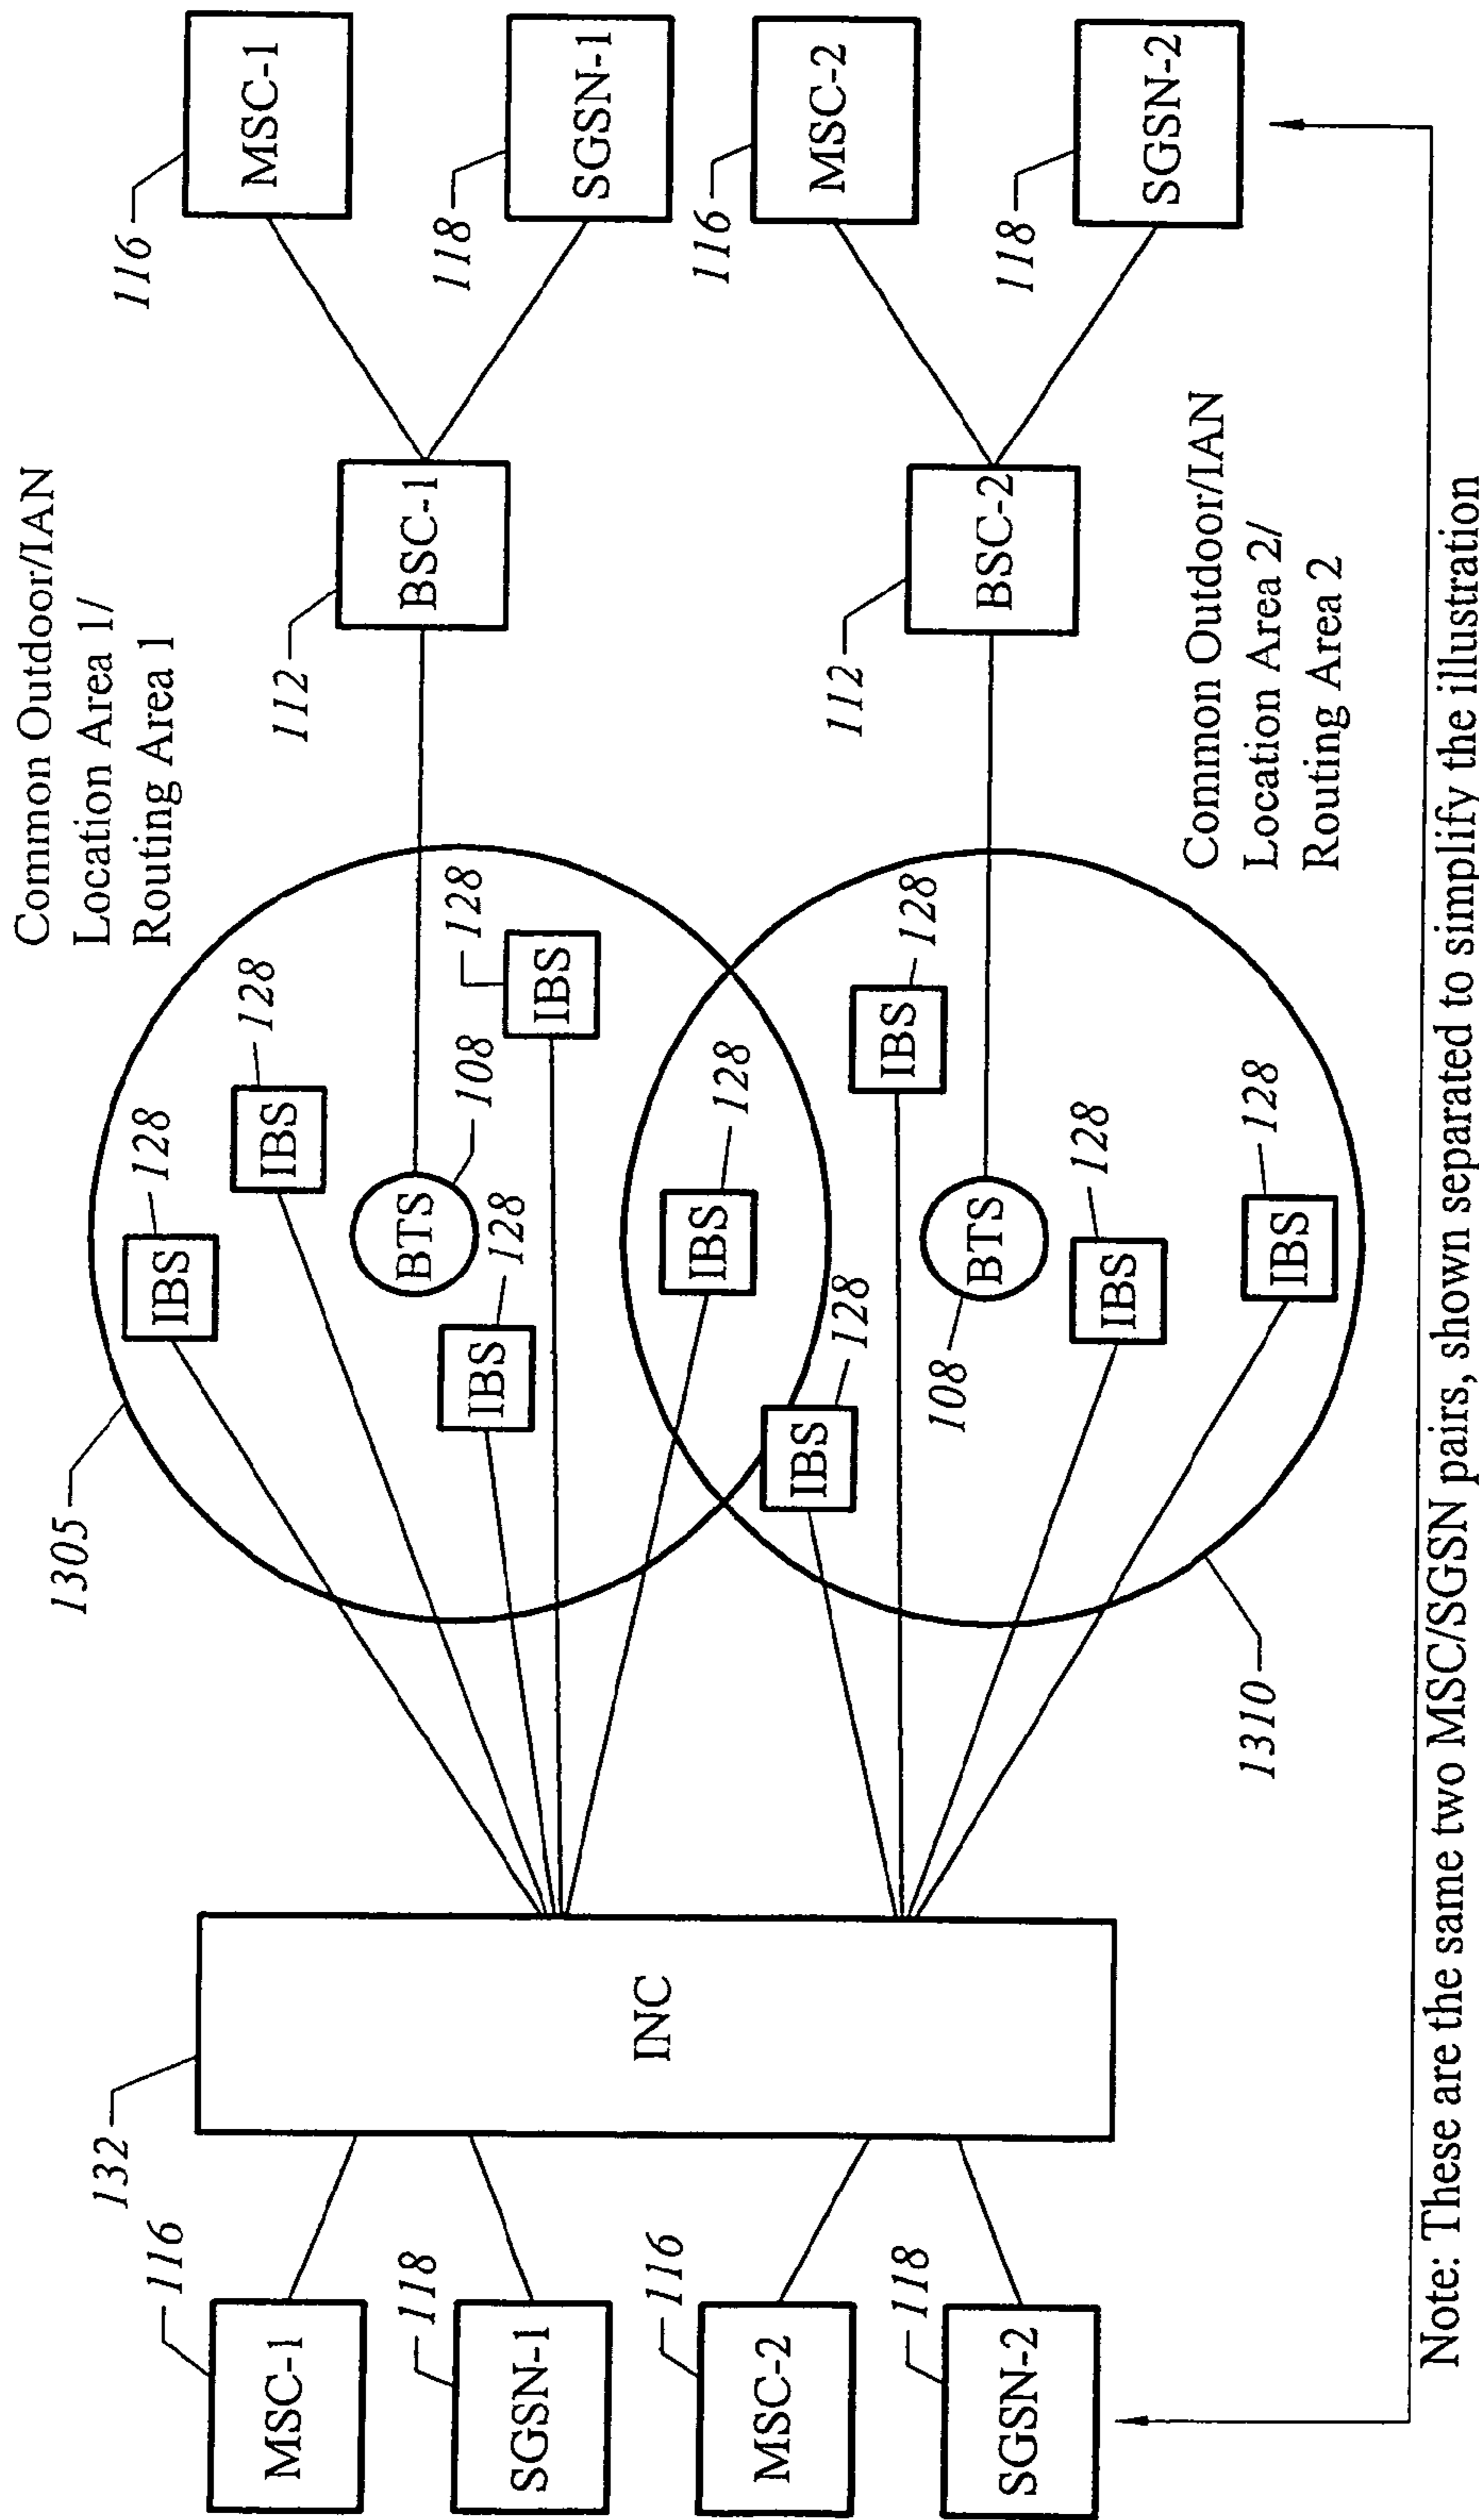 Common Outdoor/IAN
Location Area 1/
Routing Area 1
1305
128
IBS
128
IBS
BTS
108
128
IBS
128
IBS
128
IBS
112
BSC-1
116
MSC-1
118
SGSN-1
132
INC
116
MSC-1
118
SGSN-1
116
MSC-2
118
SGSN-2
128
IBS
128
IBS
108
BTS
128
IBS
128
IBS
1310
112
BSC-2
116
MSC-2
118
SGSN-2
Common Outdoor/IAN
Location Area 2/
Routing Area 2
Note: These are the same two MSC/SGSN pairs, shown separated to simplify the illustration